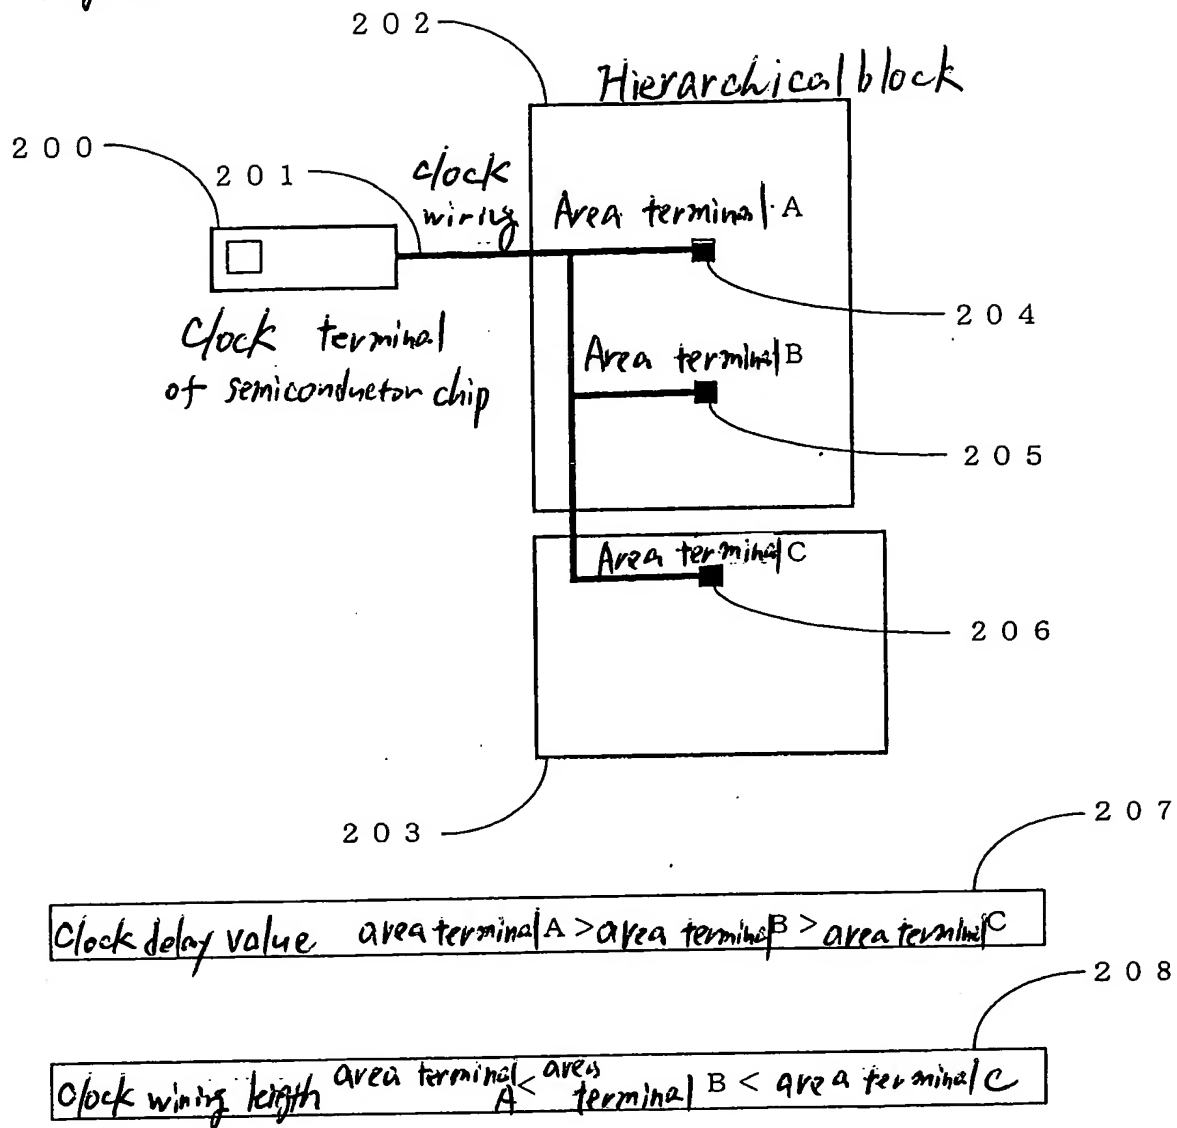 202
Hierarchical block
200
201
clock
wiring
Area terminal A
204
Clock terminal
of semiconductor chip
Area terminal B
205
Area terminal C
206
203
207
Clock delay value area terminal A > area terminal B > area terminal C
208
Clock wiring length area terminal A < area terminal B < area terminal C